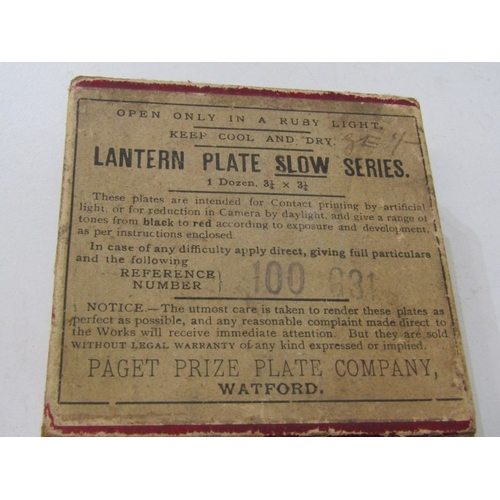 OPEN ONLY IN A RUBY LIGHT.
KEEP COOL AND DRY.
LANTERN PLATE SLOW SERIES.
1 Dozen. 3¼ × 3¼
These plates are intended for Contact printing by artificial
light, or for reduction in Camera by daylight, and give a range of
tones from black to red according to exposure and development,
as per instructions enclosed.
In case of any difficulty apply direct, giving full particulars
and the following
REFERENCE
NUMBER } 100 031
NOTICE.—The utmost care is taken to render these plates as
perfect as possible, and any reasonable complaint made direct to
the Works will receive immediate attention. But they are sold
WITHOUT LEGAL WARRANTY of any kind expressed or implied.
PAGET PRIZE PLATE COMPANY,
WATFORD.